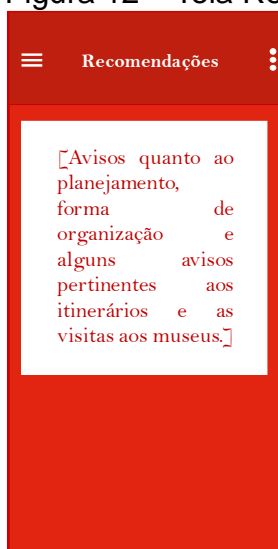 Recomendações
[Avisos quanto ao
planejamento,
forma de
organização e
alguns avisos
pertinentes aos
itinerários e as
visitas aos museus.]